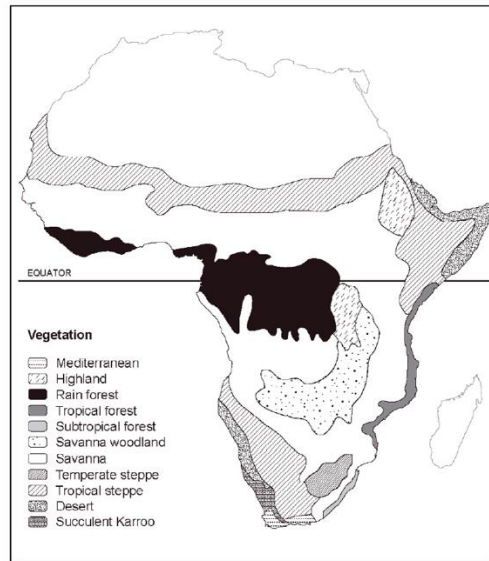 EQUATOR
Vegetation
Mediterranean
Highland
Rain forest
Tropical forest
Subtropical forest
Savanna woodland
Savanna
Temperate steppe
Tropical steppe
Desert
Succulent Karroo